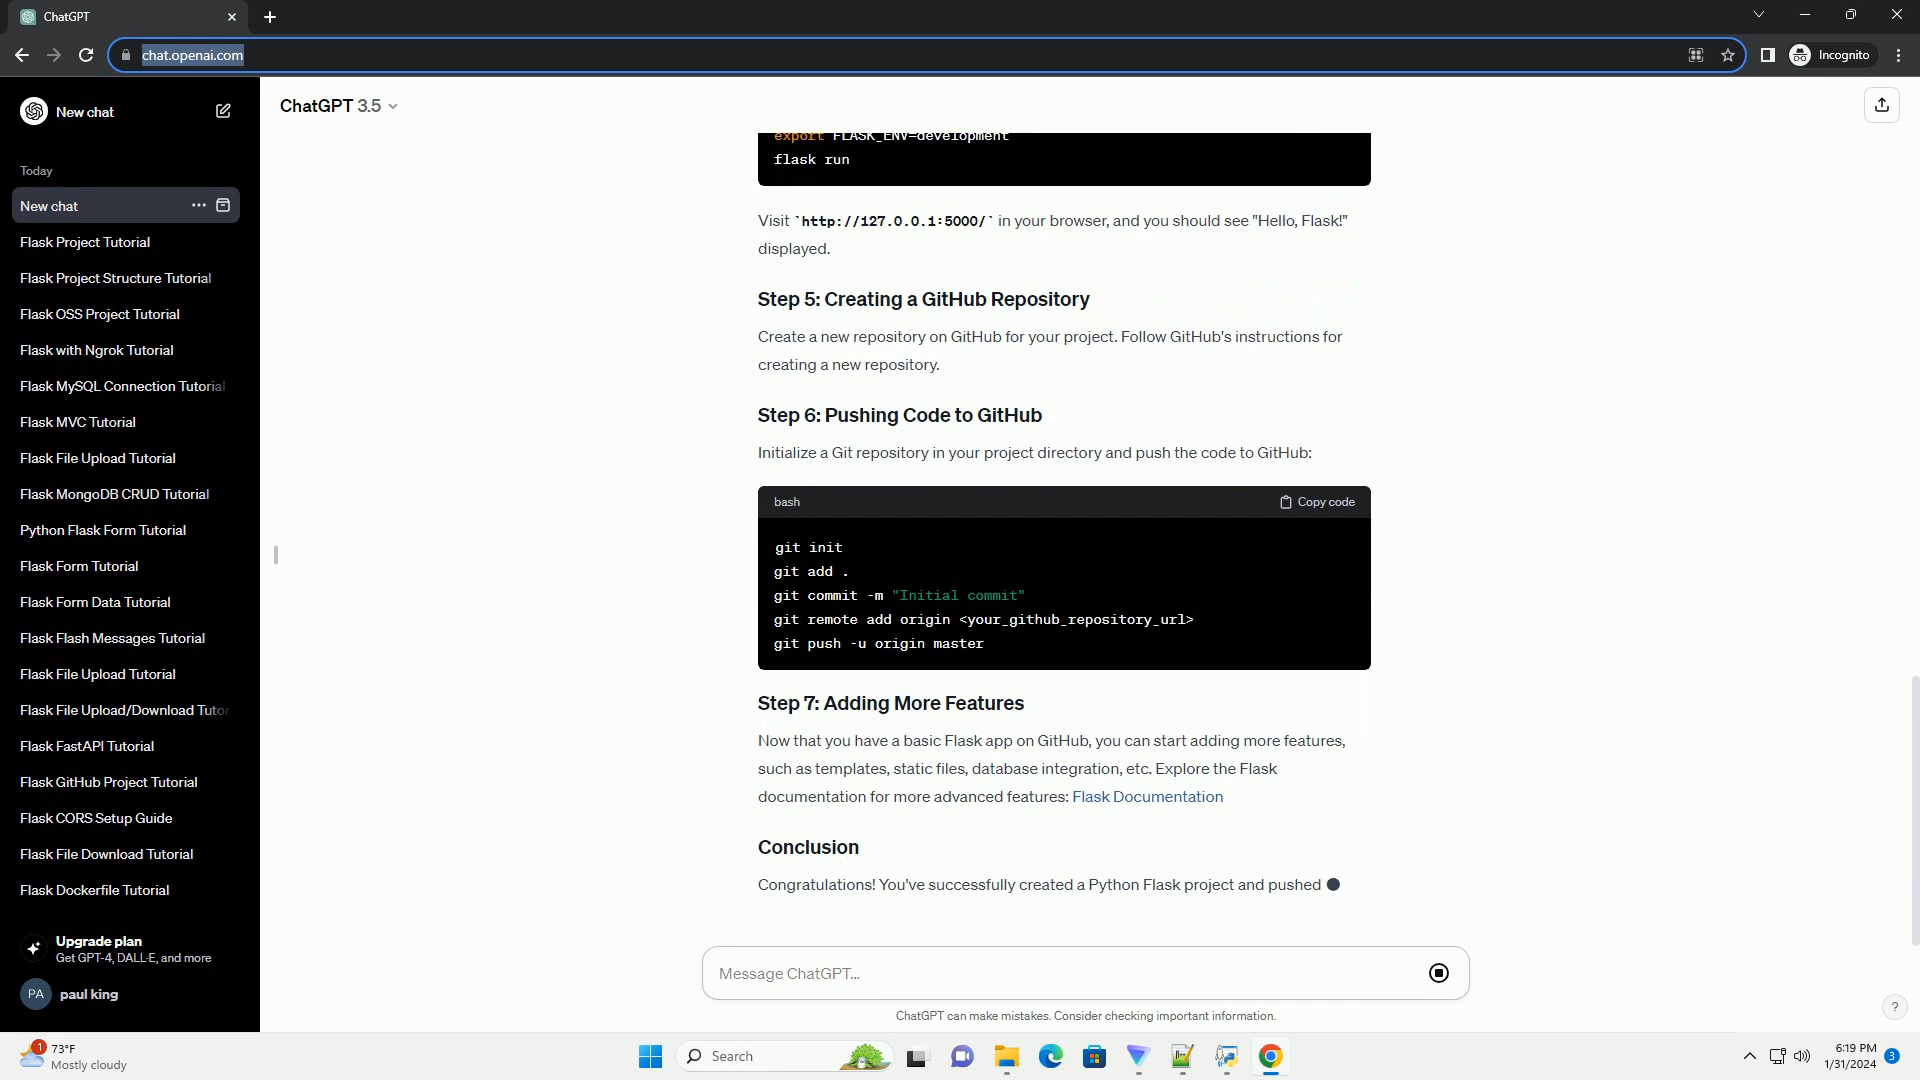 ChatGPT
chat.openai.com
Incognito
New chat
Today
New chat
Flask Project Tutorial
Flask Project Structure Tutorial
Flask OSS Project Tutorial
Flask with Ngrok Tutorial
Flask MySQL Connection Tutorial
Flask MVC Tutorial
Flask File Upload Tutorial
Flask MongoDB CRUD Tutorial
Python Flask Form Tutorial
Flask Form Tutorial
Flask Form Data Tutorial
Flask Flash Messages Tutorial
Flask File Upload Tutorial
Flask File Upload/Download Tutor
Flask FastAPI Tutorial
Flask GitHub Project Tutorial
Flask CORS Setup Guide
Flask File Download Tutorial
Flask Dockerfile Tutorial
Upgrade plan
Get GPT-4, DALL·E, and more
PA
paul king
ChatGPT 3.5
export FLASK_ENV=development
flask run
Visit `http://127.0.0.1:5000/` in your browser, and you should see "Hello, Flask!"
displayed.
Step 5: Creating a GitHub Repository
Create a new repository on GitHub for your project. Follow GitHub's instructions for
creating a new repository.
Step 6: Pushing Code to GitHub
Initialize a Git repository in your project directory and push the code to GitHub:
bash
Copy code
git init
git add .
git commit -m "Initial commit"
git remote add origin <your_github_repository_url>
git push -u origin master
Step 7: Adding More Features
Now that you have a basic Flask app on GitHub, you can start adding more features,
such as templates, static files, database integration, etc. Explore the Flask
documentation for more advanced features: Flask Documentation
Conclusion
Congratulations! You've successfully created a Python Flask project and pushed
Message ChatGPT...
ChatGPT can make mistakes. Consider checking important information.
?
1
73°F
Mostly cloudy
Search
6:19 PM
1/31/2024
3